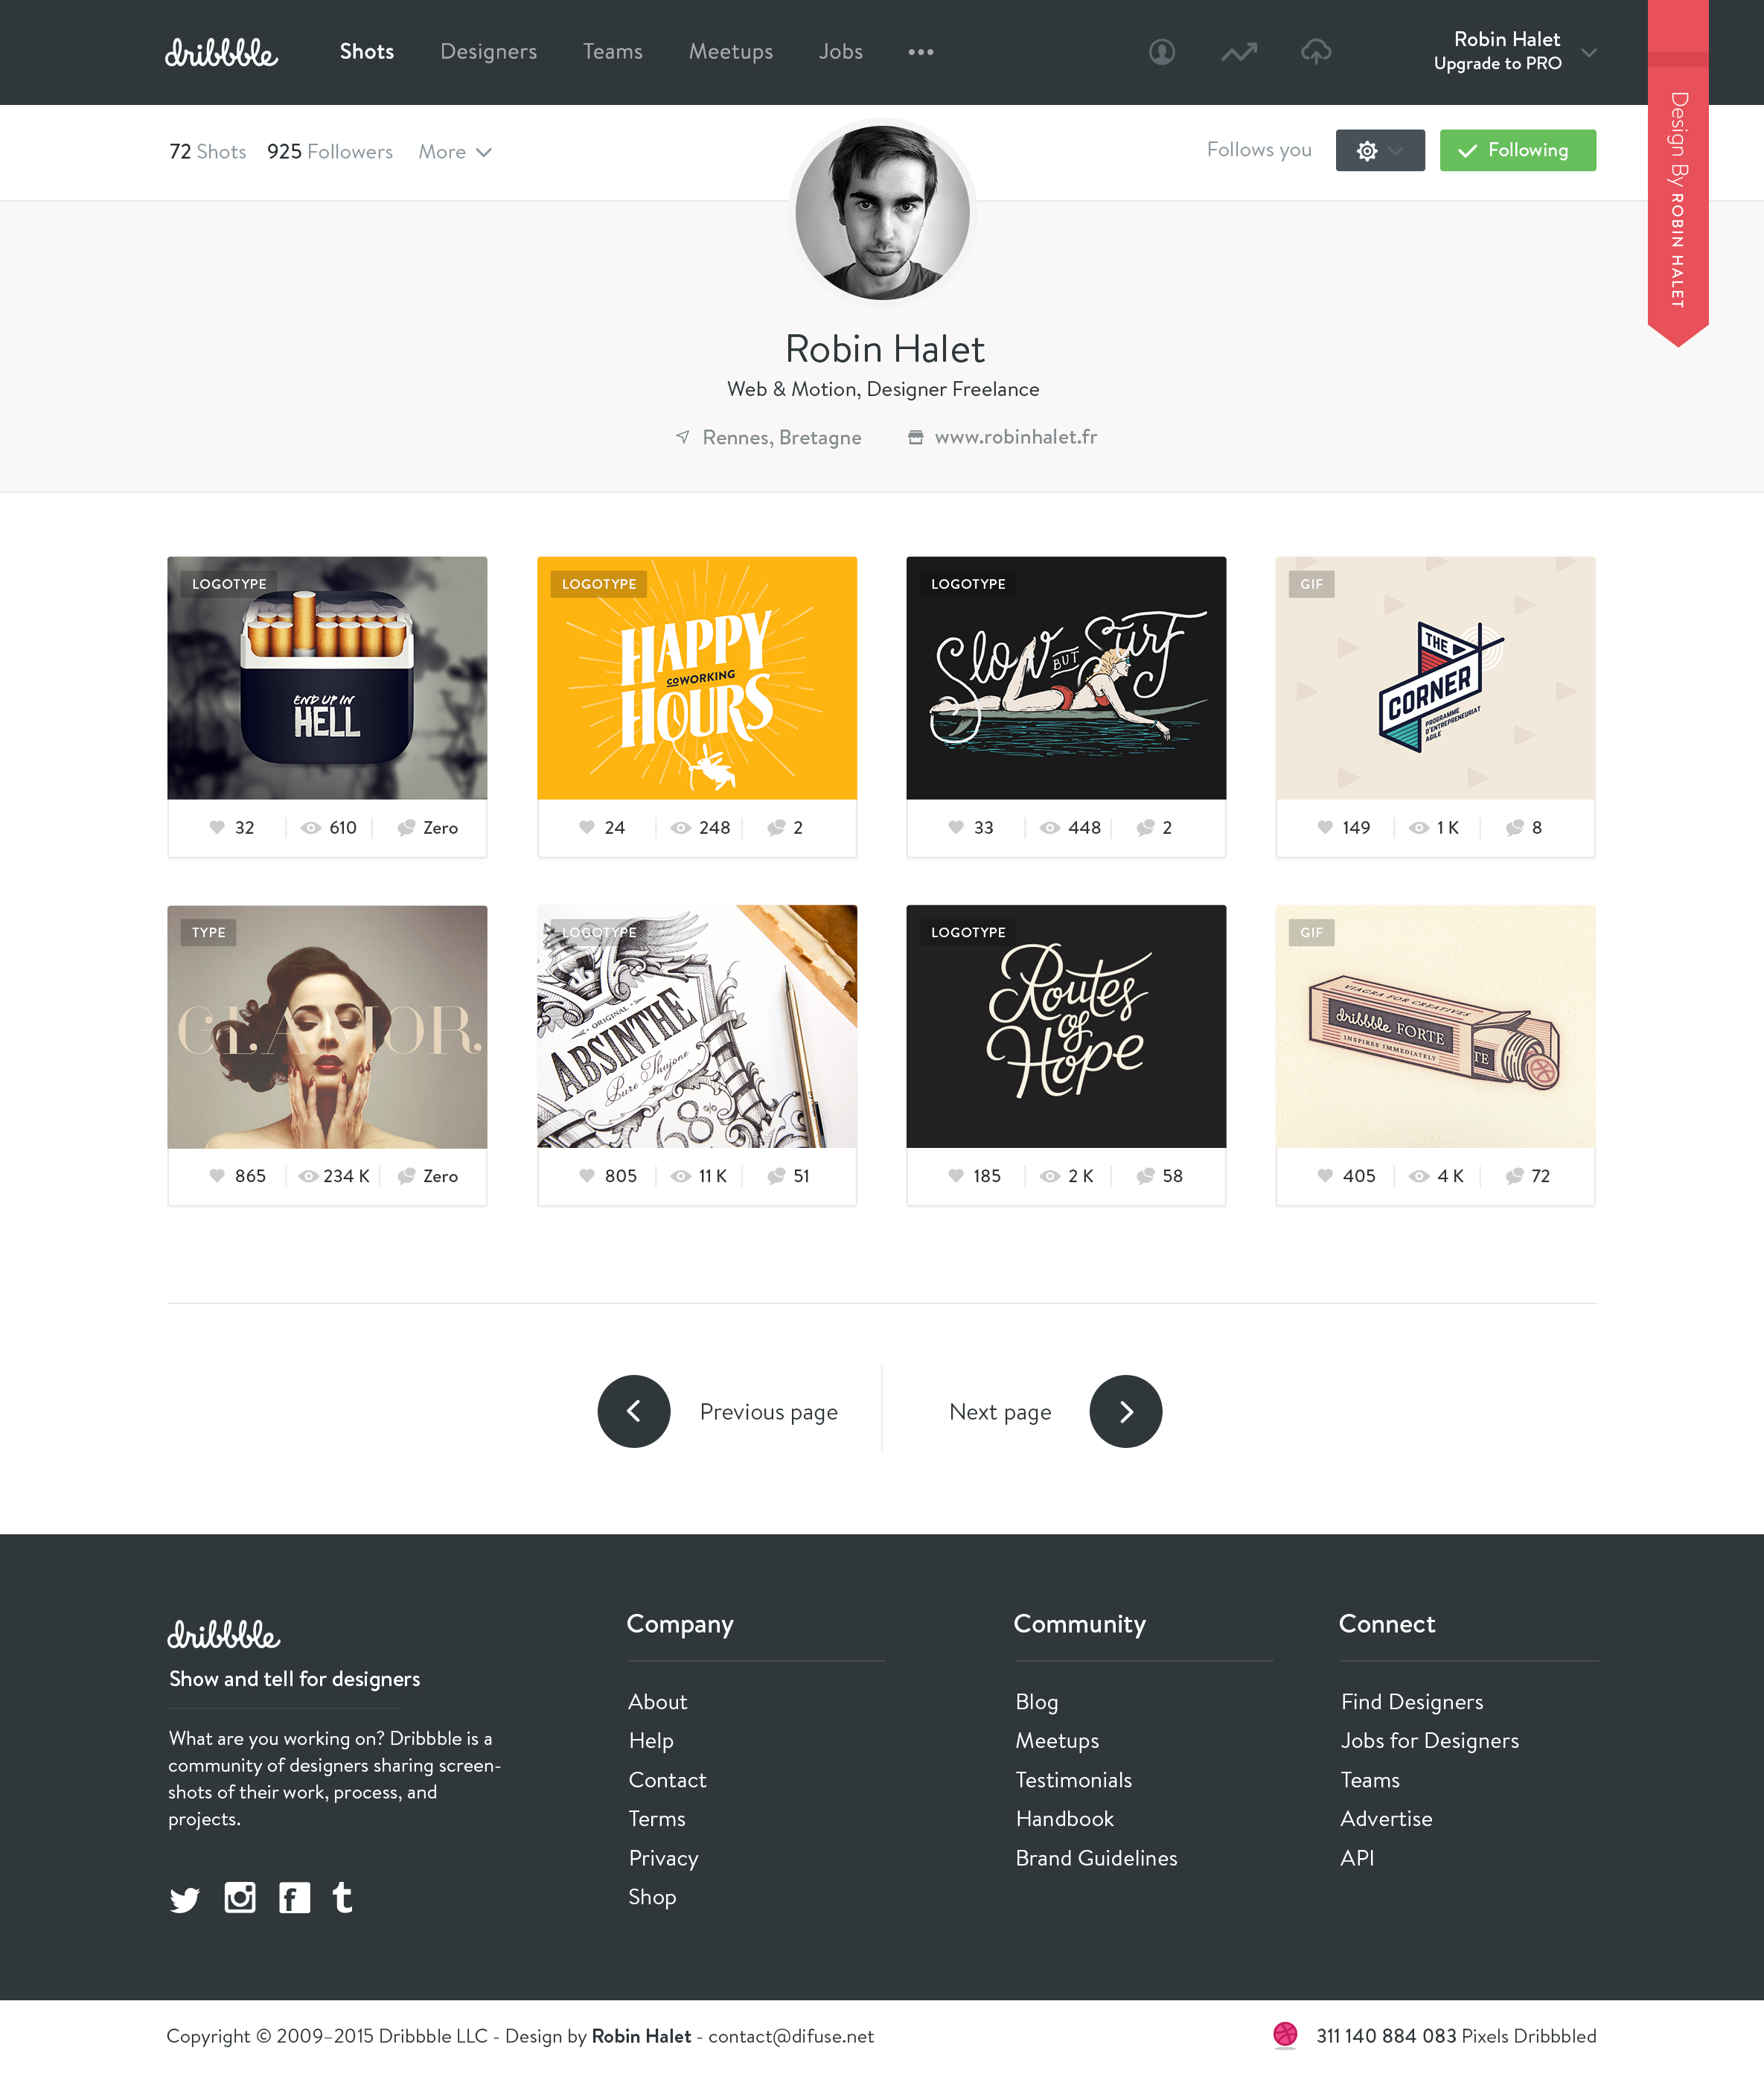 dribbble Shots Designers Teams Meetups Jobs
Robin Halet
Upgrade to PRO
Design By ROBIN HALET
72 Shots 925 Followers More
Follows you Following
Robin Halet
Web & Motion, Designer Freelance
Rennes, Bretagne www.robinhalet.fr
LOGOTYPE
END UP IN
HELL
32 610 Zero
LOGOTYPE
HAPPY
COWORKING
HOURS
24 248 2
LOGOTYPE
Slow BUT Surf
33 448 2
GIF
THE
CORNER
PROGRAMME
D'ENTREPRENEURIAT
AGILE
149 1 K 8
TYPE
GLAMOR.
865 234 K Zero
LOGOTYPE
ORIGINAL
ABSINTHE
Pure Thujone
68%
805 11 K 51
LOGOTYPE
Routes
of
Hope
185 2 K 58
GIF
VIAGRA FOR CREATIVES
dribbble FORTE
INSPIRES IMMEDIATELY
TE
405 4 K 72
Previous page Next page
dribbble
Show and tell for designers
What are you working on? Dribbble is a
community of designers sharing screen-
shots of their work, process, and
projects.
Company
About
Help
Contact
Terms
Privacy
Shop
Community
Blog
Meetups
Testimonials
Handbook
Brand Guidelines
Connect
Find Designers
Jobs for Designers
Teams
Advertise
API
Copyright © 2009–2015 Dribbble LLC - Design by Robin Halet - contact@difuse.net
311 140 884 083 Pixels Dribbbled